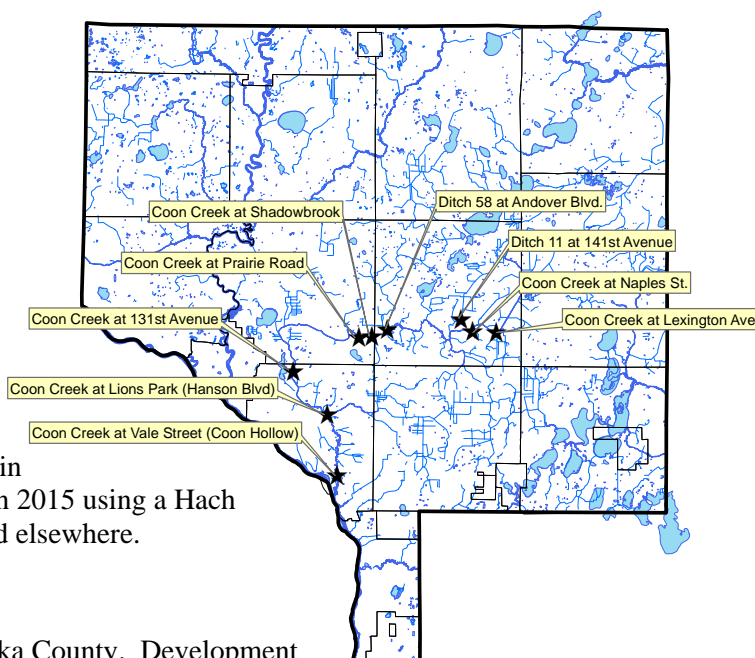 Ditch 58 at Andover Blvd.
Coon Creek at Shadowbrook
Ditch 11 at 141st Avenue
Coon Creek at Prairie Road
Coon Creek at Naples St.
Coon Creek at 131st Avenue
Coon Creek at Lexington Ave
Coon Creek at Lions Park (Hanson Blvd)
Coon Creek at Vale Street (Coon Hollow)
in
n 2015 using a Hach
d elsewhere.
ka County. Development